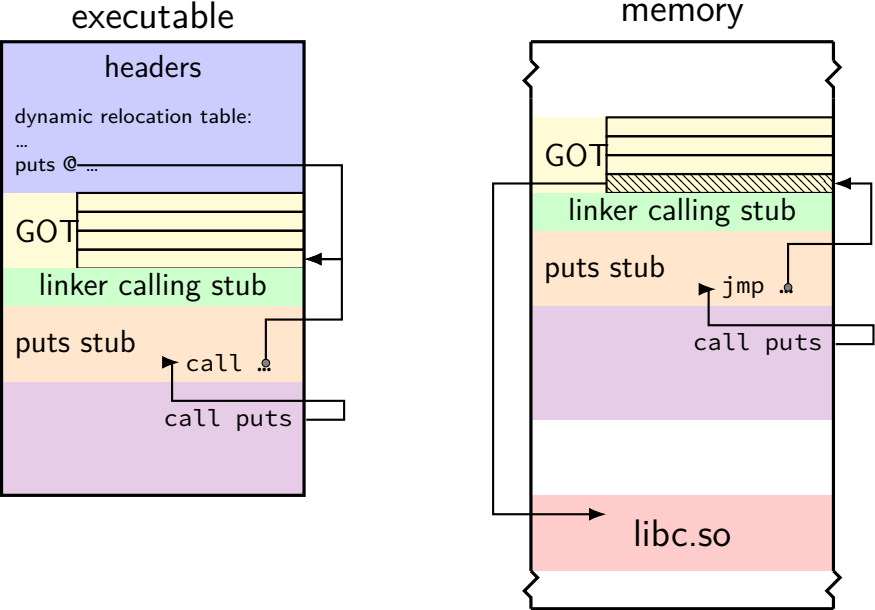 executable
headers
dynamic relocation table:
…
puts @ …
GOT
linker calling stub
puts stub
call …
call puts
memory
GOT
linker calling stub
puts stub
jmp …
call puts
libc.so